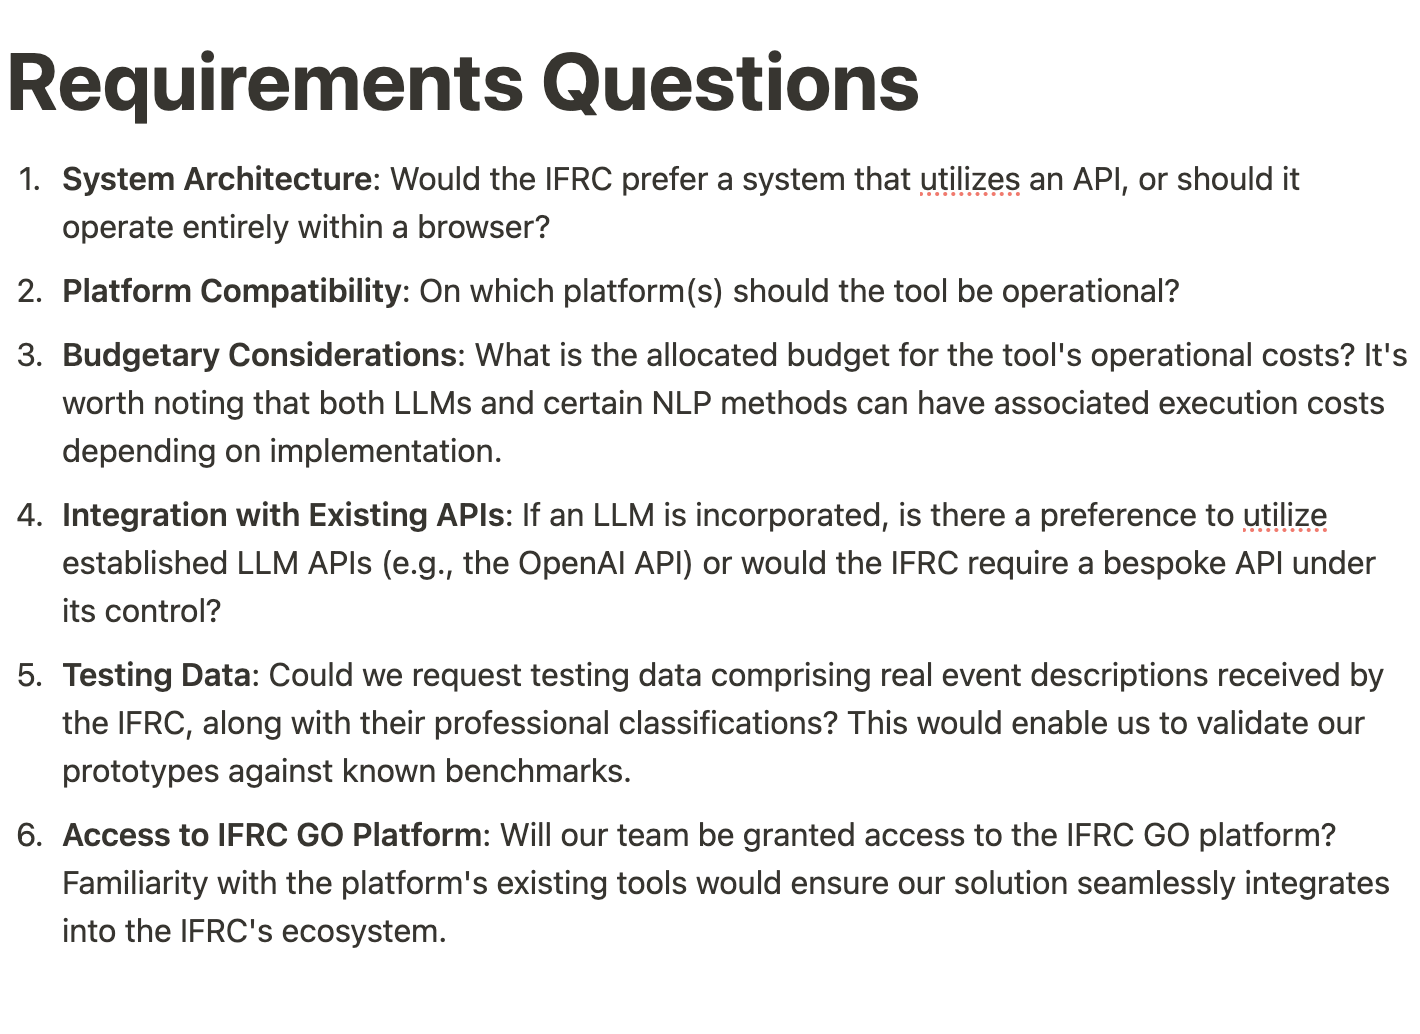 Requirements Questions
1. System Architecture: Would the IFRC prefer a system that utilizes an API, or should it
operate entirely within a browser?
2. Platform Compatibility: On which platform(s) should the tool be operational?
3. Budgetary Considerations: What is the allocated budget for the tool's operational costs? It's
worth noting that both LLMs and certain NLP methods can have associated execution costs
depending on implementation.
4. Integration with Existing APIs: If an LLM is incorporated, is there a preference to utilize
established LLM APIs (e.g., the OpenAI API) or would the IFRC require a bespoke API under
its control?
5. Testing Data: Could we request testing data comprising real event descriptions received by
the IFRC, along with their professional classifications? This would enable us to validate our
prototypes against known benchmarks.
6. Access to IFRC GO Platform: Will our team be granted access to the IFRC GO platform?
Familiarity with the platform's existing tools would ensure our solution seamlessly integrates
into the IFRC's ecosystem.